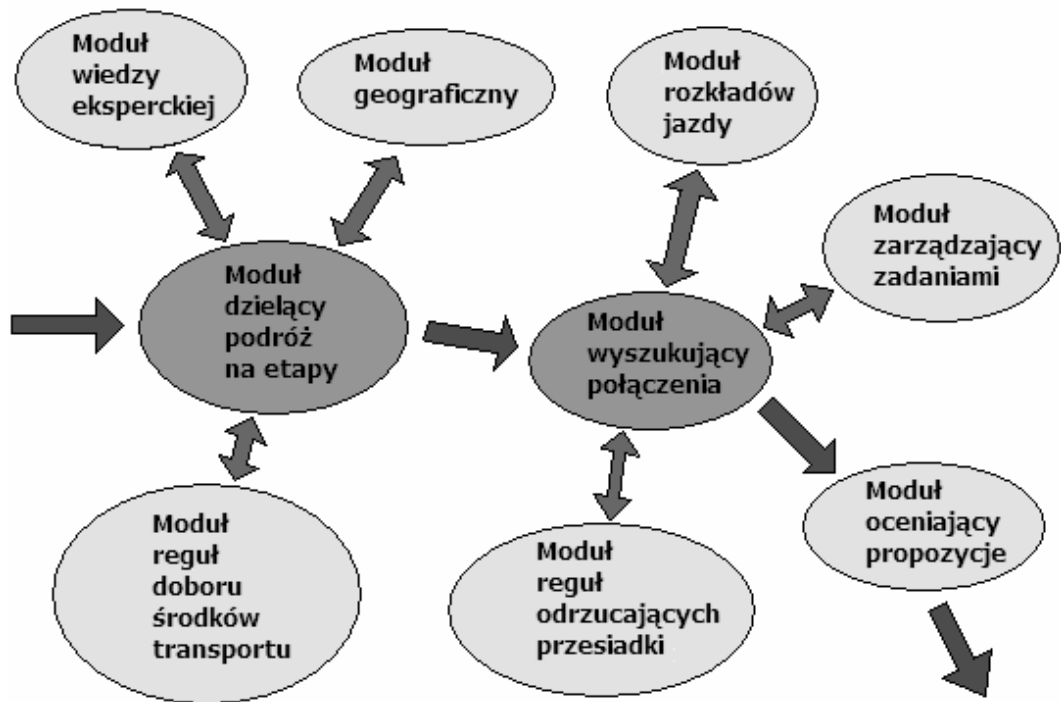 Moduł
wiedzy
eksperckiej
Moduł
geograficzny
Moduł
rozkładów
jazdy
Moduł
zarządzający
zadaniami
Moduł
dzielący
podróż
na etapy
Moduł
wyszukujący
połączenia
Moduł
reguł
doboru
środków
transportu
Moduł
reguł
odrzucających
przesiadki
Moduł
oceniający
propozycje